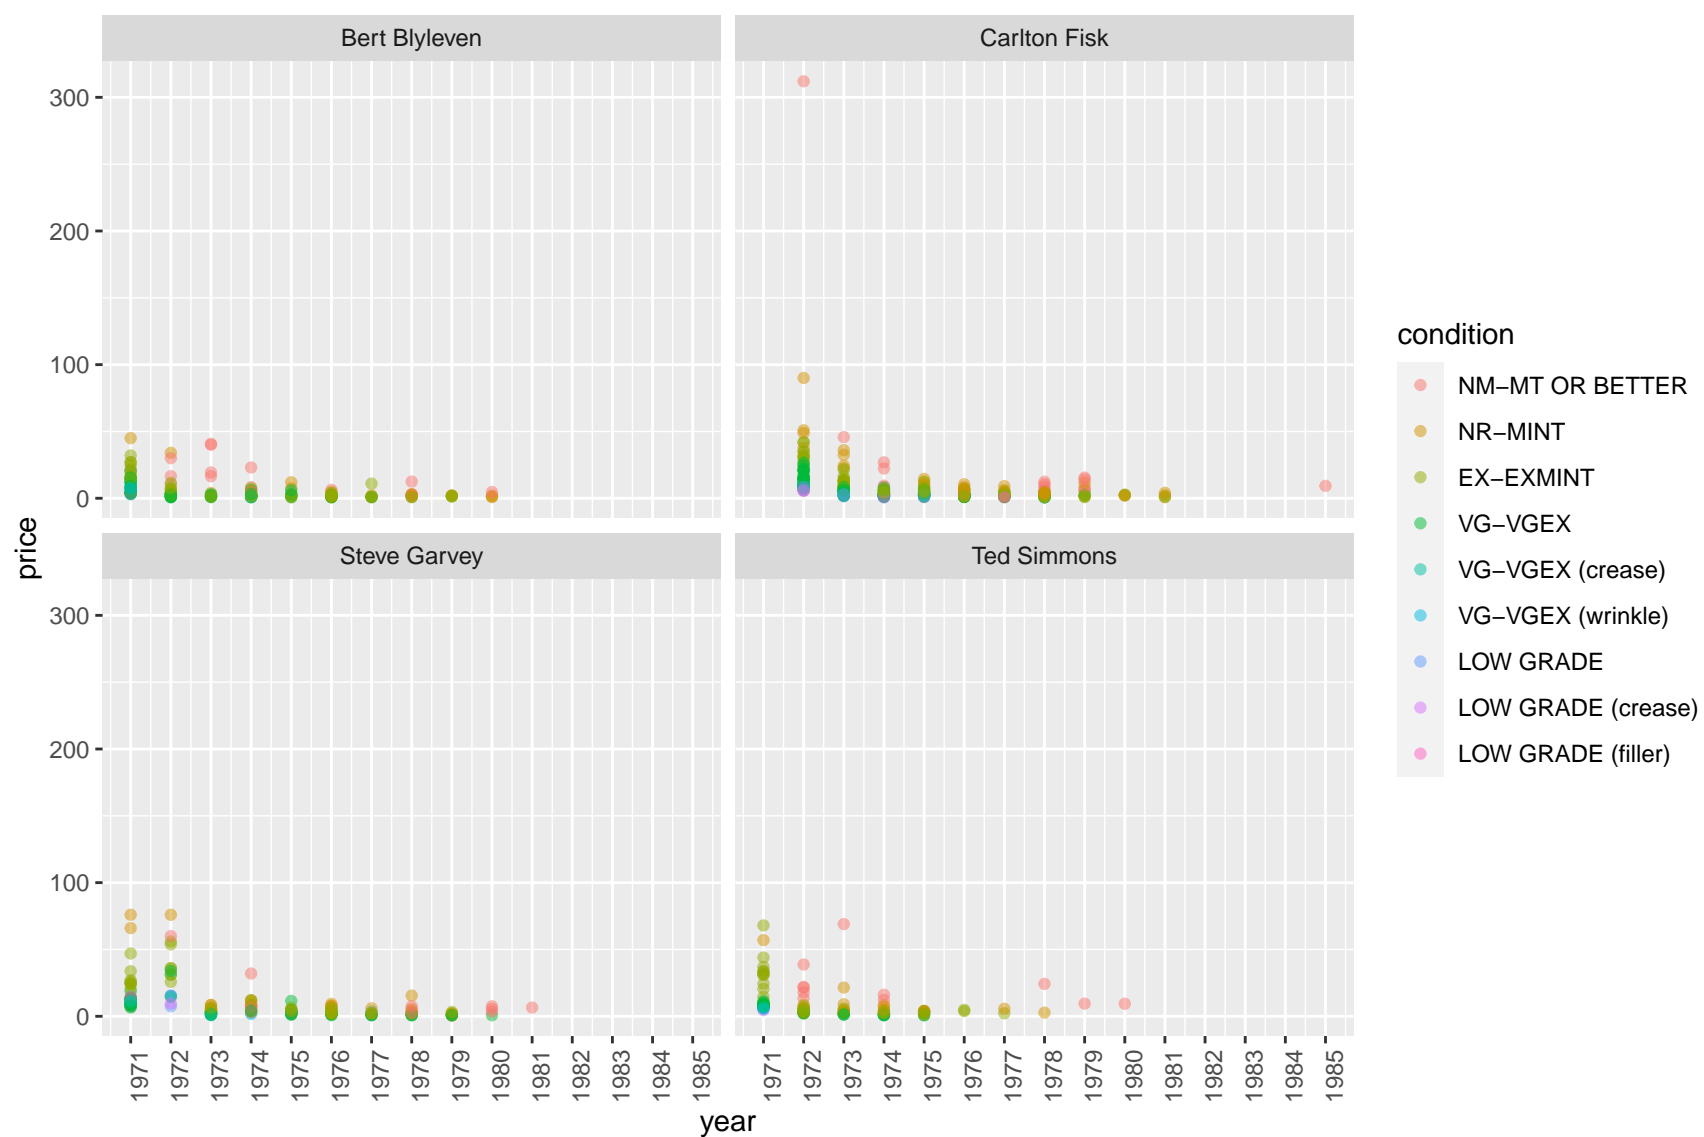 Bert Blyleven
Carlton Fisk
300
200
100
0
Steve Garvey
Ted Simmons
300
200
100
0
price
1971 1972 1973 1974 1975 1976 1977 1978 1979 1980 1981 1982 1983 1984 1985
1971 1972 1973 1974 1975 1976 1977 1978 1979 1980 1981 1982 1983 1984 1985
year
condition
NM−MT OR BETTER
NR−MINT
EX−EXMINT
VG−VGEX
VG−VGEX (crease)
VG−VGEX (wrinkle)
LOW GRADE
LOW GRADE (crease)
LOW GRADE (filler)